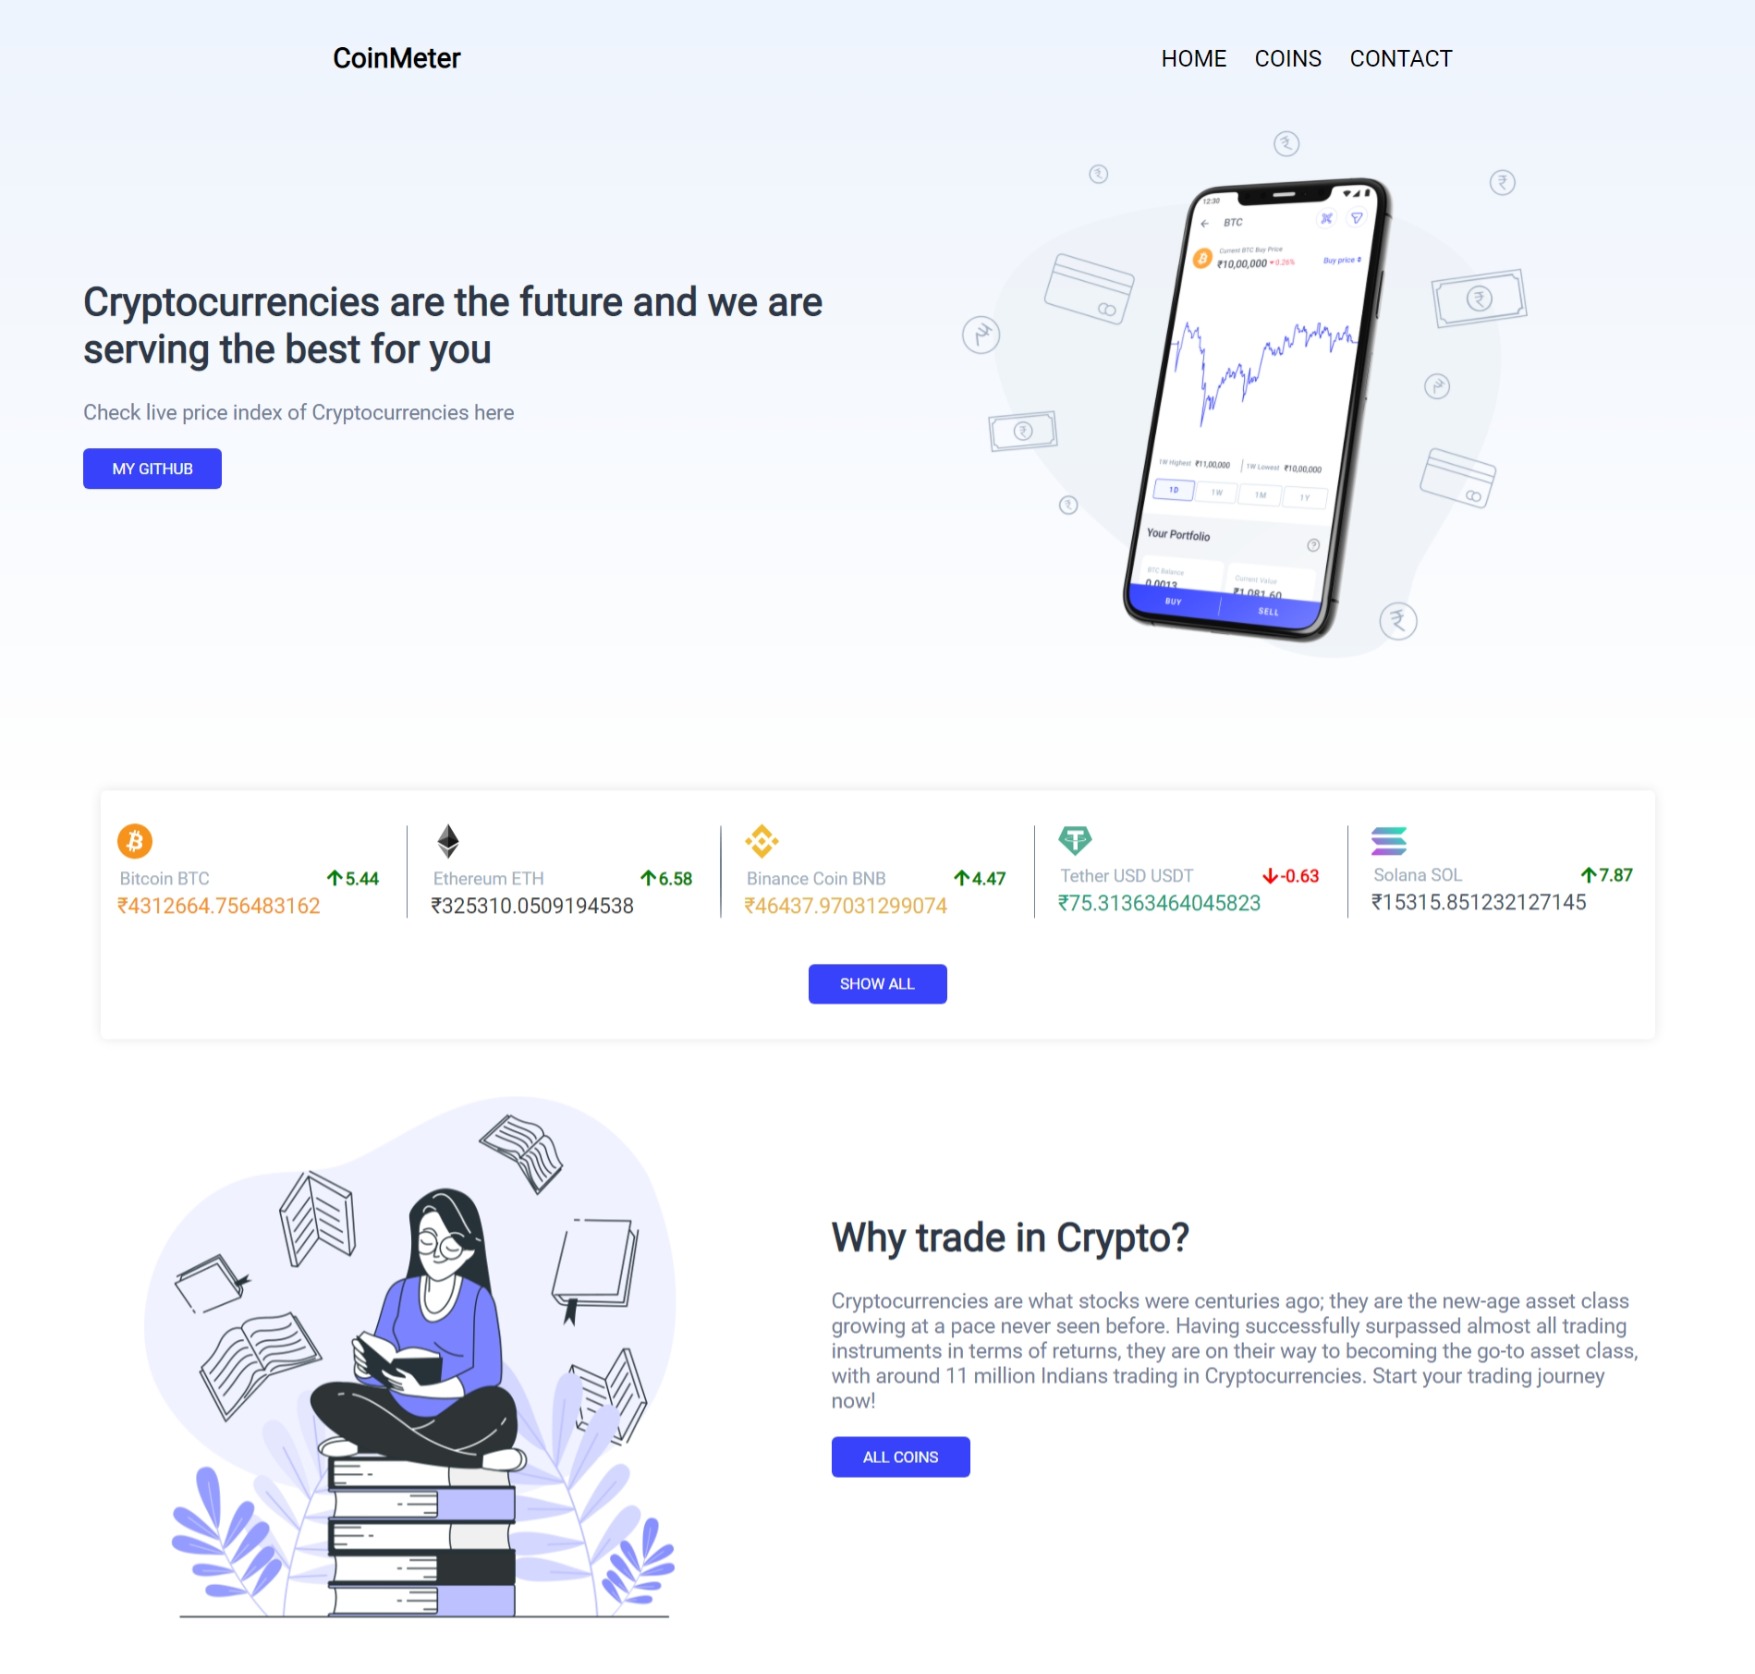 CoinMeter
HOME COINS CONTACT
Cryptocurrencies are the future and we are
serving the best for you
Check live price index of Cryptocurrencies here
MY GITHUB
12:30
BTC
Current BTC Buy Price
₹10,00,000 0.26%
Buy price
1W Highest ₹11,00,000 1W Lowest ₹10,00,000
1D 1W 1M 1Y
Your Portfolio
BTC Balance
0.0013
Current Value
₹1,081.60
BUY SELL
Bitcoin BTC 5.44
₹4312664.756483162
Ethereum ETH 6.58
₹325310.0509194538
Binance Coin BNB 4.47
₹46437.97031299074
Tether USD USDT -0.63
₹75.31363464045823
Solana SOL 7.87
₹15315.851232127145
SHOW ALL
Why trade in Crypto?
Cryptocurrencies are what stocks were centuries ago; they are the new-age asset class
growing at a pace never seen before. Having successfully surpassed almost all trading
instruments in terms of returns, they are on their way to becoming the go-to asset class,
with around 11 million Indians trading in Cryptocurrencies. Start your trading journey
now!
ALL COINS